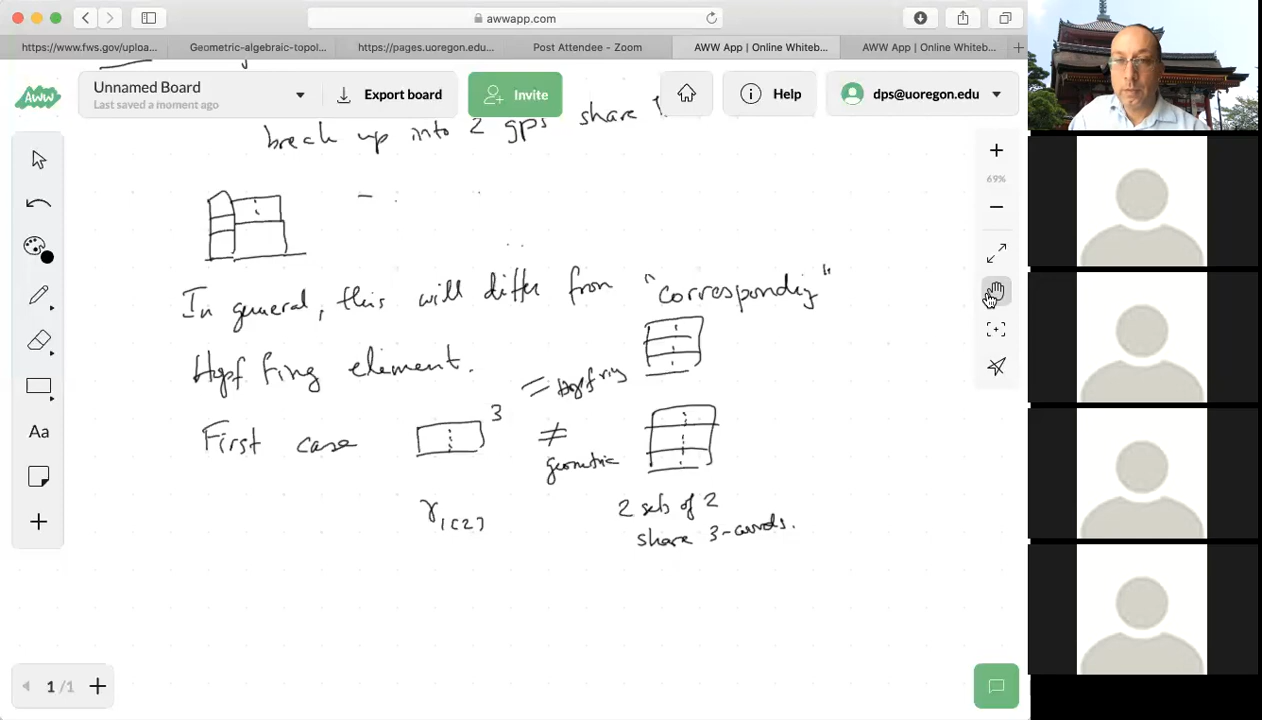 awwapp.com
https://www.fws.gov/uploa...
Geometric-algebraic-topol...
https://pages.uoregon.edu...
Post Attendee - Zoom
AWW App | Online Whiteb...
AWW App | Online Whiteb...
Unnamed Board
Last saved a moment ago
Export board
Invite
Help
dps@uoregon.edu
break up into 2 gps share
69%
In general, this will differ from "corresponding"
Hopf ring element.
= Hopf ring
First case
3
≠
geometric
γ1[2]
2 sets of 2
share 3-coords.
Aa
1 /1